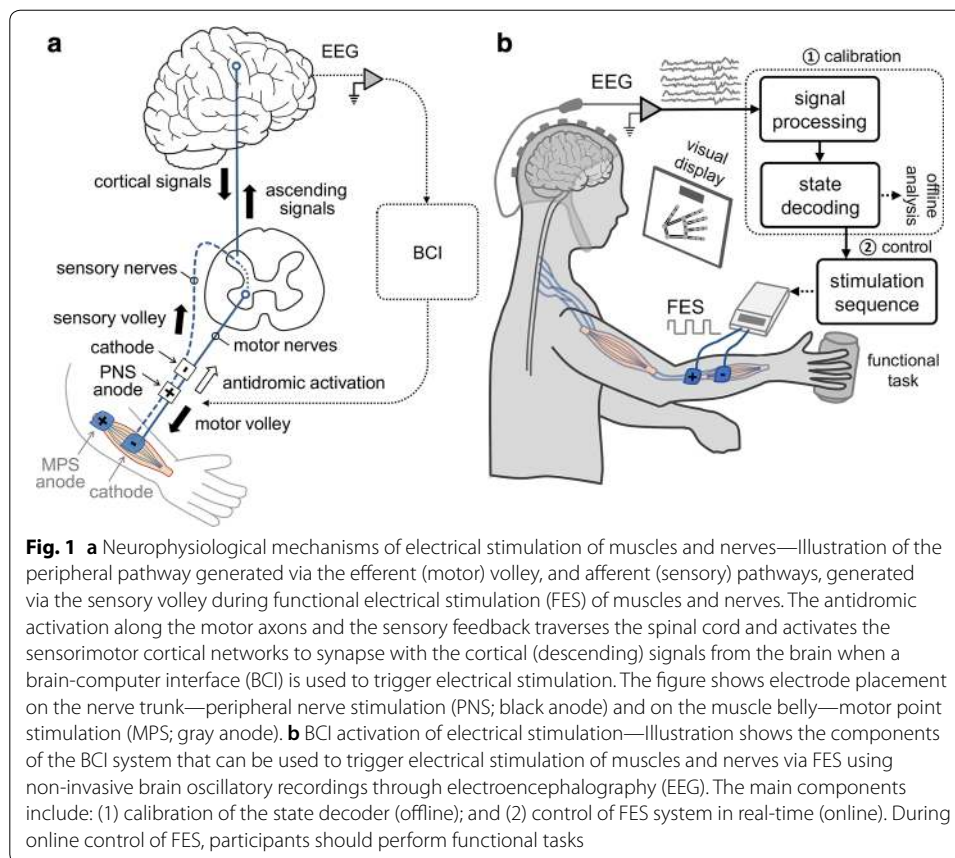 a
EEG
cortical signals
ascending
signals
sensory nerves
BCI
sensory volley
cathode
-
motor nerves
PNS
anode
+
antidromic activation
motor volley
+
-
MPS
anode
cathode
b
EEG
① calibration
signal
processing
visual
display
state
decoding
offline
analysis
② control
stimulation
sequence
FES
+
-
functional
task
Fig. 1 a Neurophysiological mechanisms of electrical stimulation of muscles and nerves—Illustration of the
peripheral pathway generated via the efferent (motor) volley, and afferent (sensory) pathways, generated
via the sensory volley during functional electrical stimulation (FES) of muscles and nerves. The antidromic
activation along the motor axons and the sensory feedback traverses the spinal cord and activates the
sensorimotor cortical networks to synapse with the cortical (descending) signals from the brain when a
brain-computer interface (BCI) is used to trigger electrical stimulation. The figure shows electrode placement
on the nerve trunk—peripheral nerve stimulation (PNS; black anode) and on the muscle belly—motor point
stimulation (MPS; gray anode). b BCI activation of electrical stimulation—Illustration shows the components
of the BCI system that can be used to trigger electrical stimulation of muscles and nerves via FES using
non-invasive brain oscillatory recordings through electroencephalography (EEG). The main components
include: (1) calibration of the state decoder (offline); and (2) control of FES system in real-time (online). During
online control of FES, participants should perform functional tasks